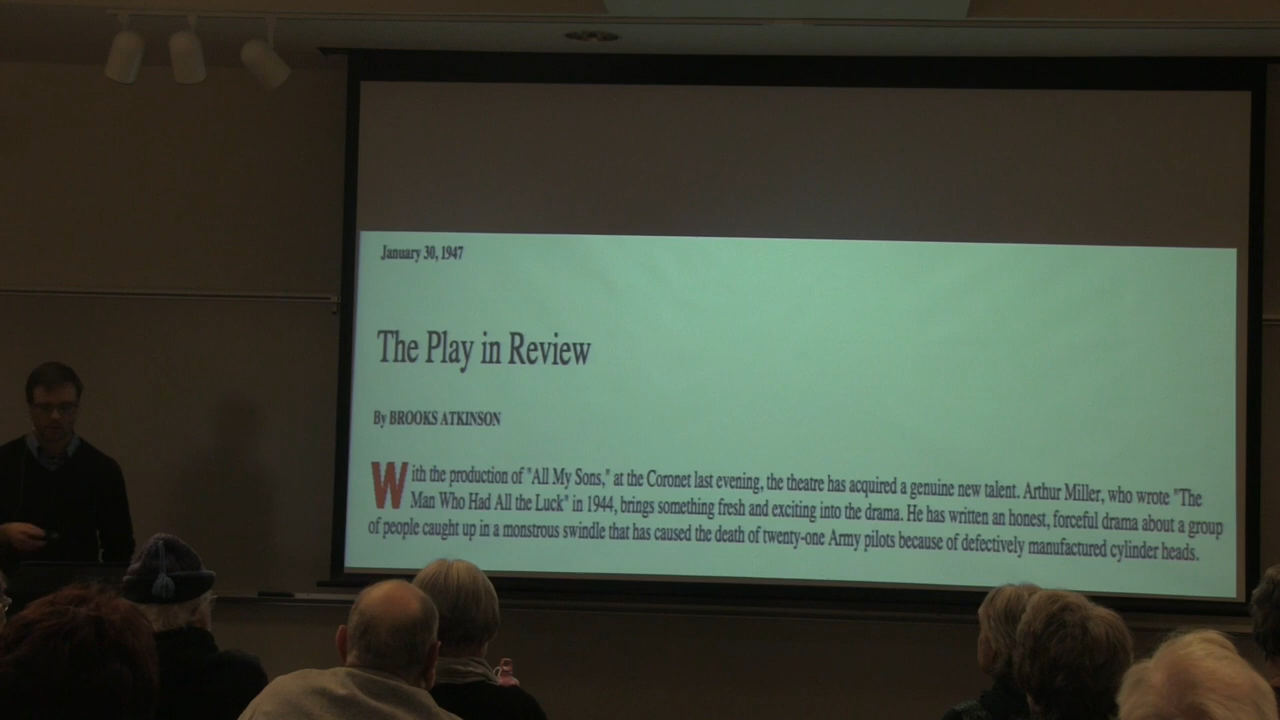 January 30, 1947
The Play in Review
By BROOKS ATKINSON
With the production of "All My Sons," at the Coronet last evening, the theatre has acquired a genuine new talent. Arthur Miller, who wrote "The
Man Who Had All the Luck" in 1944, brings something fresh and exciting into the drama. He has written an honest, forceful drama about a group
of people caught up in a monstrous swindle that has caused the death of twenty-one Army pilots because of defectively manufactured cylinder heads.